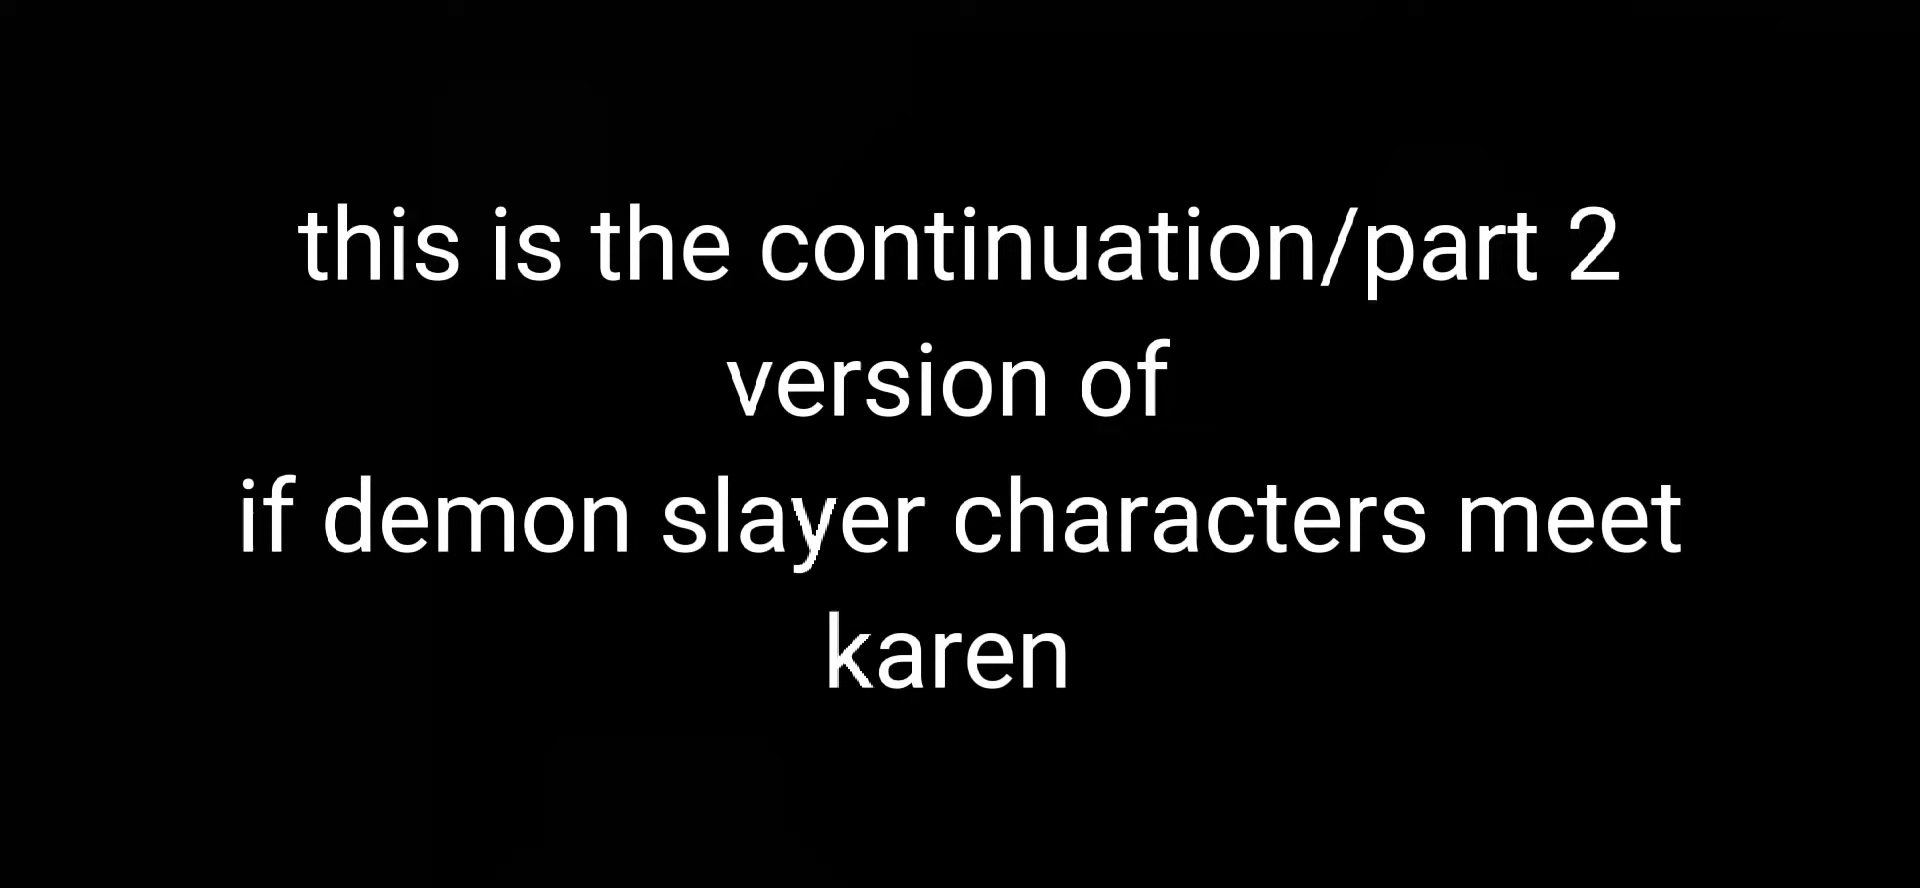 this is the continuation/part 2
version of
if demon slayer characters meet
karen